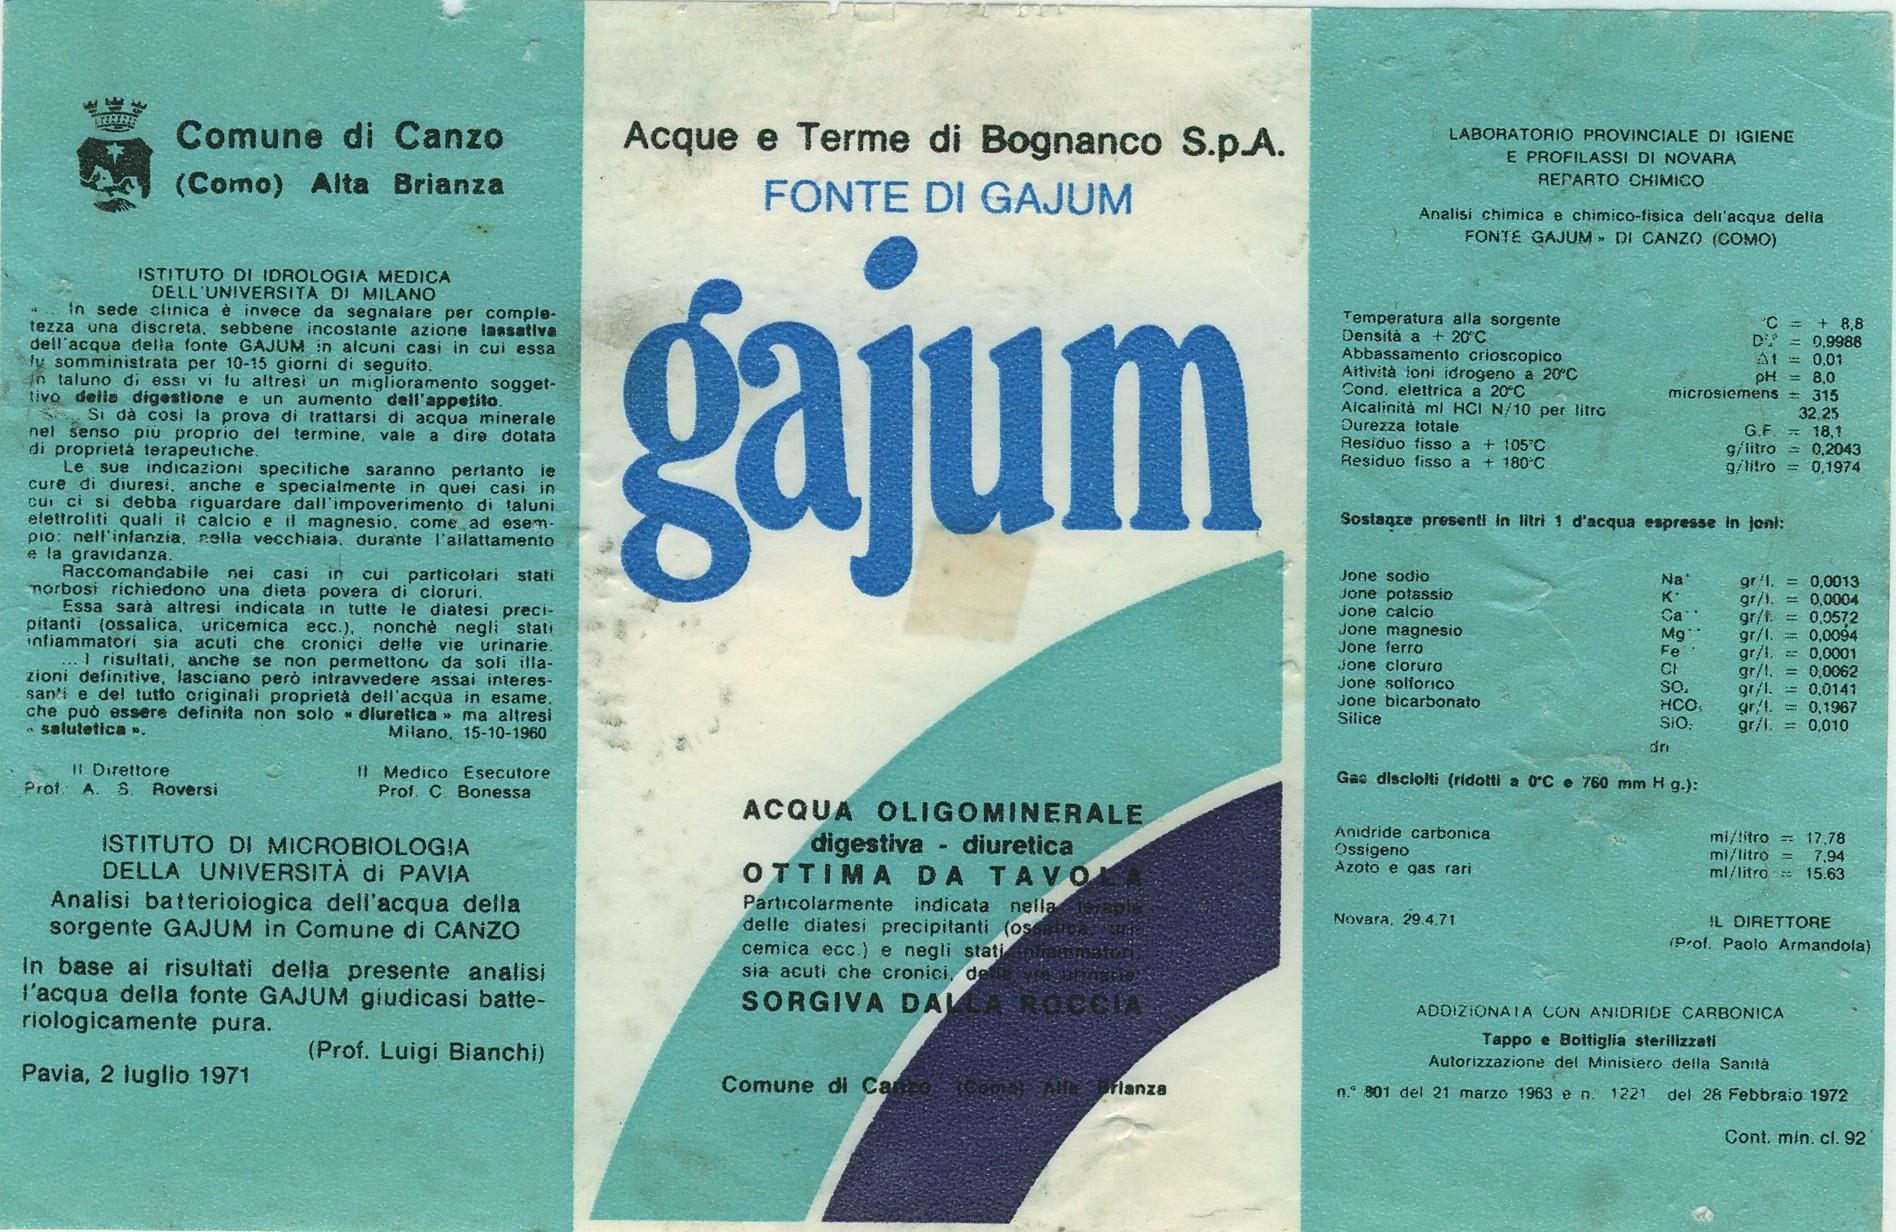 Comune di Canzo
(Como) Alta Brianza
ISTITUTO DI IDROLOGIA MEDICA
DELL'UNIVERSITA DI MILANO
«... In sede clinica è invece da segnalare per comple-
tezza una discreta, sebbene incostante azione lassativa
dell'acqua della fonte GAJUM in alcuni casi in cui essa
fu somministrata per 10-15 giorni di seguito.
In taluno di essi vi fu altresi un miglioramento sogget-
tivo della digestione e un aumento dell'appetito.
Si dà cosi la prova di trattarsi di acqua minerale
nel senso più proprio del termine, vale a dire dotata
di proprietà terapeutiche.
Le sue indicazioni specifiche saranno pertanto le
cure di diuresi, anche e specialmente in quei casi in
cui ci si debba riguardare dall'impoverimento di taluni
elettroliti quali il calcio e il magnesio, come ad esem-
pio: nell'infanzia, nella vecchiaia, durante l'allattamento
e la gravidanza.
Raccomandabile nei casi in cui particolari stati
morbosi richiedono una dieta povera di cloruri.
Essa sarà altresi indicata in tutte le diatesi preci-
pitanti (ossalica, uricemica ecc.), nonchè negli stati
infiammatori sia acuti che cronici delle vie urinarie.
... I risultati, anche se non permettono da soli illa-
zioni definitive, lasciano però intravvedere assai interes-
santi e del tutto originali proprietà dell'acqua in esame,
che può essere definita non solo « diuretica » ma altresi
« salutetica ».  Milano, 15-10-1960
Il Direttore  Il Medico Esecutore
Prof. A. S. Roversi  Prof. C. Bonessa
ISTITUTO DI MICROBIOLOGIA
DELLA UNIVERSITÀ di PAVIA
Analisi batteriologica dell'acqua della
sorgente GAJUM in Comune di CANZO
In base ai risultati della presente analisi
l'acqua della fonte GAJUM giudicasi batte-
riologicamente pura.
(Prof. Luigi Bianchi)
Pavia, 2 luglio 1971
Acque e Terme di Bognanco S.p.A.
FONTE DI GAJUM
gajum
ACQUA OLIGOMINERALE
digestiva - diuretica
OTTIMA DA TAVOLA
Particolarmente indicata nella terapia
delle diatesi precipitanti (ossalica, uri-
cemica ecc.) e negli stati infiammatori,
sia acuti che cronici, delle vie urinarie.
SORGIVA DALLA ROCCIA
Comune di Canzo (Como) Alta Brianza
LABORATORIO PROVINCIALE DI IGIENE
E PROFILASSI DI NOVARA
REPARTO CHIMICO
Analisi chimica e chimico-fisica dell'acqua della
FONTE GAJUM » DI CANZO (COMO)
Temperatura alla sorgente °C = + 8,8
Densità a + 20°C = 0,9988
Abbassamento crioscopico Δt = 0,01
Attività ioni idrogeno a 20°C pH = 8,0
Cond. elettrica a 20°C microsiemens = 315
Alcalinità ml HCl N/10 per litro 32,25
Durezza totale G.F. = 18,1
Residuo fisso a + 105°C g/litro = 0,2043
Residuo fisso a + 180°C g/litro = 0,1974
Sostanze presenti in litri 1 d'acqua espresse in joni:
Jone sodio Na+ gr/l. = 0,0013
Jone potassio K+ gr/l. = 0,0004
Jone calcio Ca++ gr/l. = 0,0572
Jone magnesio Mg++ gr/l. = 0,0094
Jone ferro Fe++ gr/l. = 0,0001
Jone cloruro Cl gr/l. = 0,0062
Jone solforico SO4 gr/l. = 0,0141
Jone bicarbonato HCO3 gr/l. = 0,1967
Silice SiO2 gr/l. = 0,010
Gas disciolti (ridotti a 0°C e 760 mm H g.):
Anidride carbonica ml/litro = 17,78
Ossigeno ml/litro = 7,94
Azoto e gas rari ml/litro = 15.63
Novara, 29.4.71  IL DIRETTORE
(Prof. Paolo Armandola)
ADDIZIONATA CON ANIDRIDE CARBONICA
Tappo e Bottiglia sterilizzati
Autorizzazione del Ministero della Sanità
n.° 801 del 21 marzo 1963 e n. 1221 del 28 Febbraio 1972
Cont. min. cl. 92